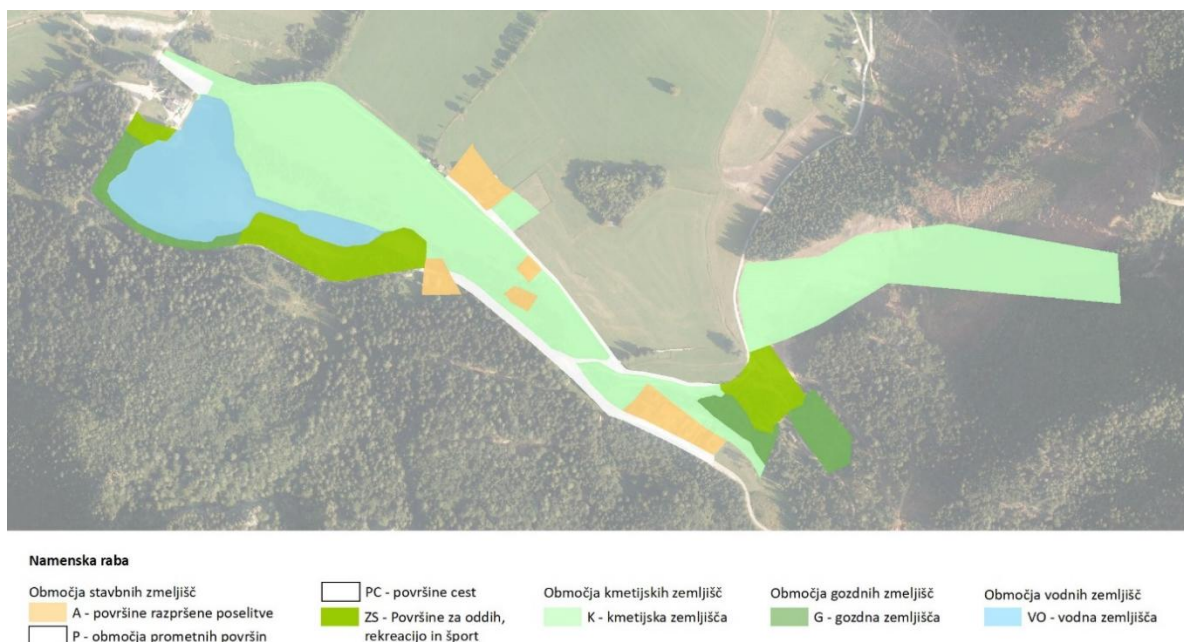 Namenska raba
Območja stavbnih zmeljišč
A - površine razpršene poselitve
P - območja prometnih površin
PC - površine cest
ZS - Površine za oddih,
rekreacijo in šport
Območja kmetijskih zemljišč
K - kmetijska zemljišča
Območja gozdnih zmeljišč
G - gozdna zemljišča
Območja vodnih zemljišč
VO - vodna zemljišča